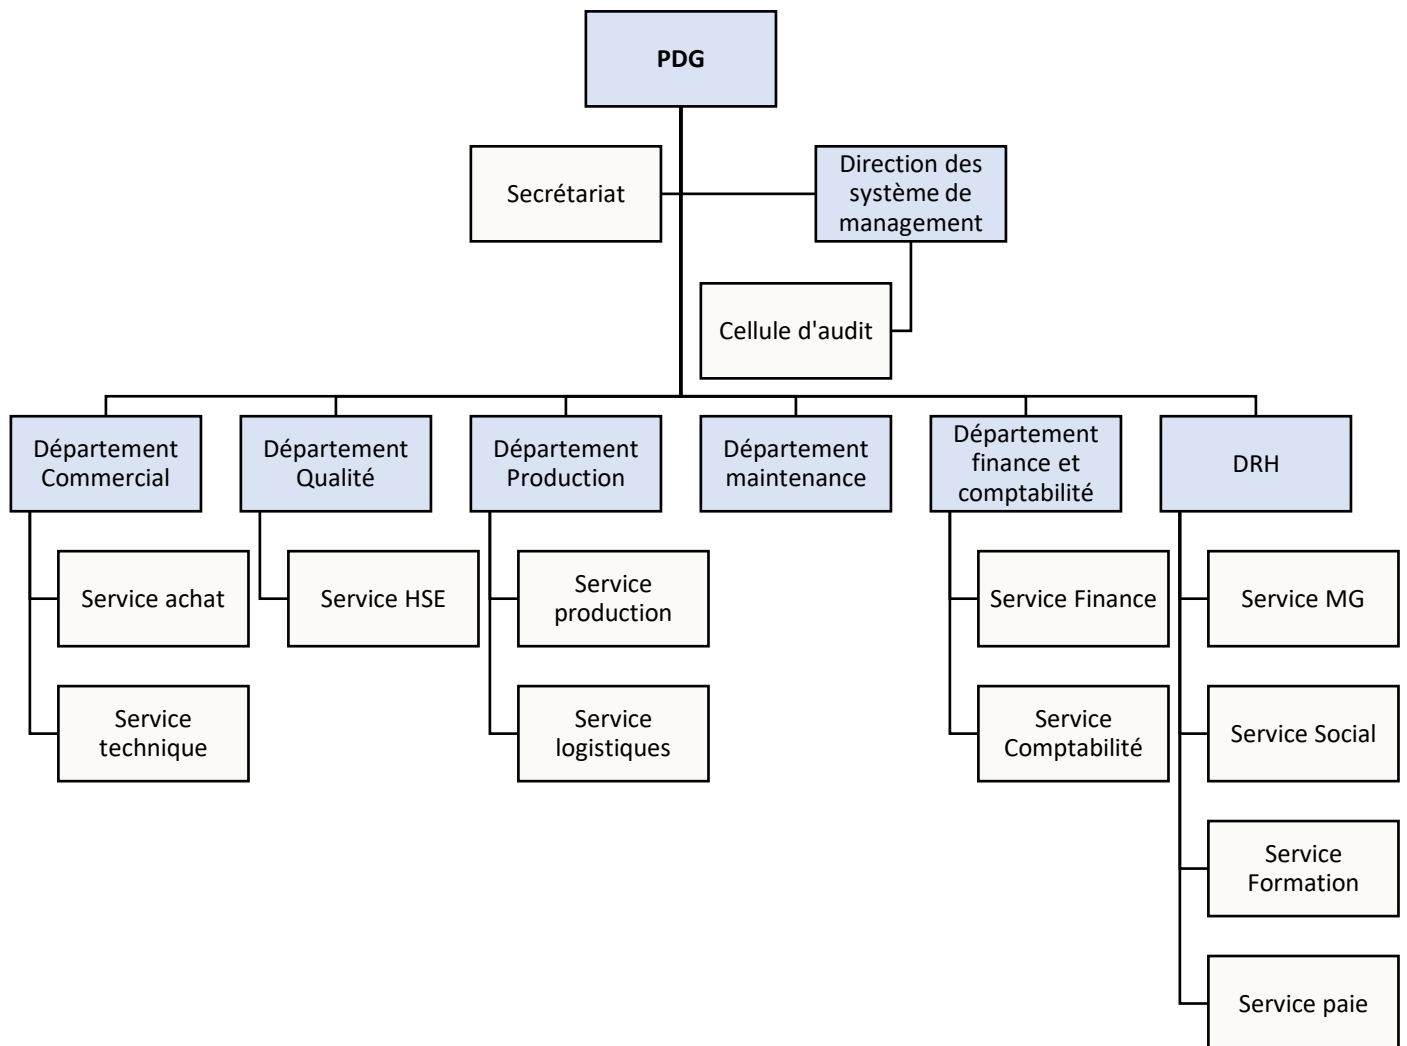 PDG
Secrétariat
Direction des
système de
management
Cellule d'audit
Département
Commercial
Département
Qualité
Département
Production
Département
maintenance
Département
finance et
comptabilité
DRH
Service achat
Service HSE
Service
production
Service Finance
Service MG
Service
technique
Service
logistiques
Service
Comptabilité
Service Social
Service
Formation
Service paie